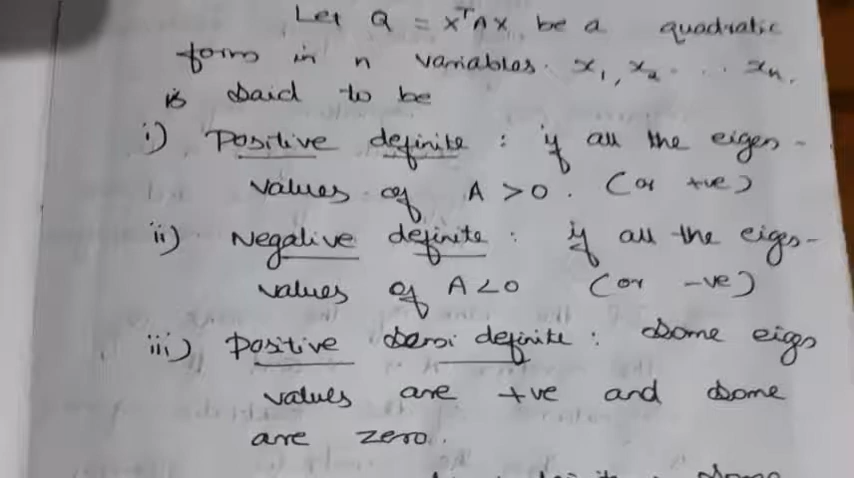 Let Q = XᵀAX be a quadratic
form in n variables. x₁, x₂ ... xₙ.
is said to be
i) Positive definite : if all the eigen-
values of A > 0. (or +ve)
ii) Negative definite : if all the eigen-
values of A < 0 (or -ve)
iii) Positive semi definite : some eigen
values are +ve and some
are zero.
some